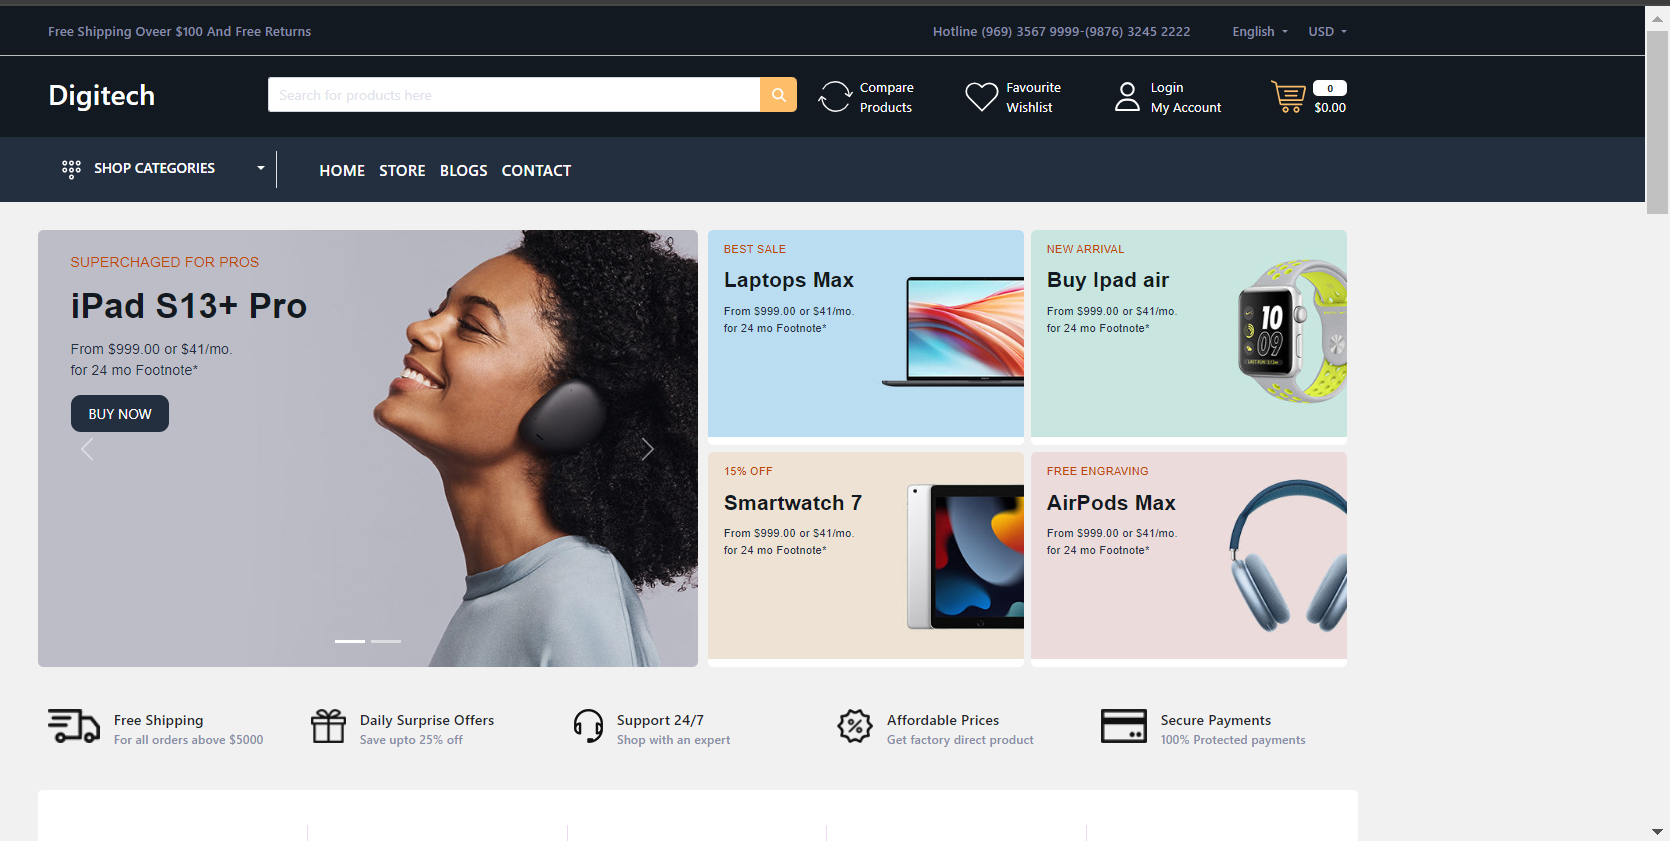 Free Shipping Oveer $100 And Free Returns
Hotline (969) 3567 9999-(9876) 3245 2222
English
USD
Digitech
Search for products here
Compare
Products
Favourite
Wishlist
Login
My Account
0
$0.00
SHOP CATEGORIES
HOME STORE BLOGS CONTACT
SUPERCHAGED FOR PROS
iPad S13+ Pro
From $999.00 or $41/mo.
for 24 mo Footnote*
BUY NOW
BEST SALE
Laptops Max
From $999.00 or $41/mo.
for 24 mo Footnote*
NEW ARRIVAL
Buy Ipad air
From $999.00 or $41/mo.
for 24 mo Footnote*
10
09
15% OFF
Smartwatch 7
From $999.00 or $41/mo.
for 24 mo Footnote*
FREE ENGRAVING
AirPods Max
From $999.00 or $41/mo.
for 24 mo Footnote*
Free Shipping
For all orders above $5000
Daily Surprise Offers
Save upto 25% off
Support 24/7
Shop with an expert
Affordable Prices
Get factory direct product
Secure Payments
100% Protected payments